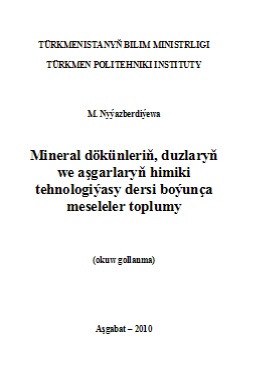 TÜRKMENISTANYŇ BILIM MINISTRLIGI
TÜRKMEN POLITEHNIKI INSTITUTY
M. Nyýazberdiýewa
Mineral dökünleriň, duzlaryň
we aşgarlaryň himiki
tehnologiýasy dersi boýunça
meseleler toplumy
(okuw gollanma)
Aşgabat – 2010